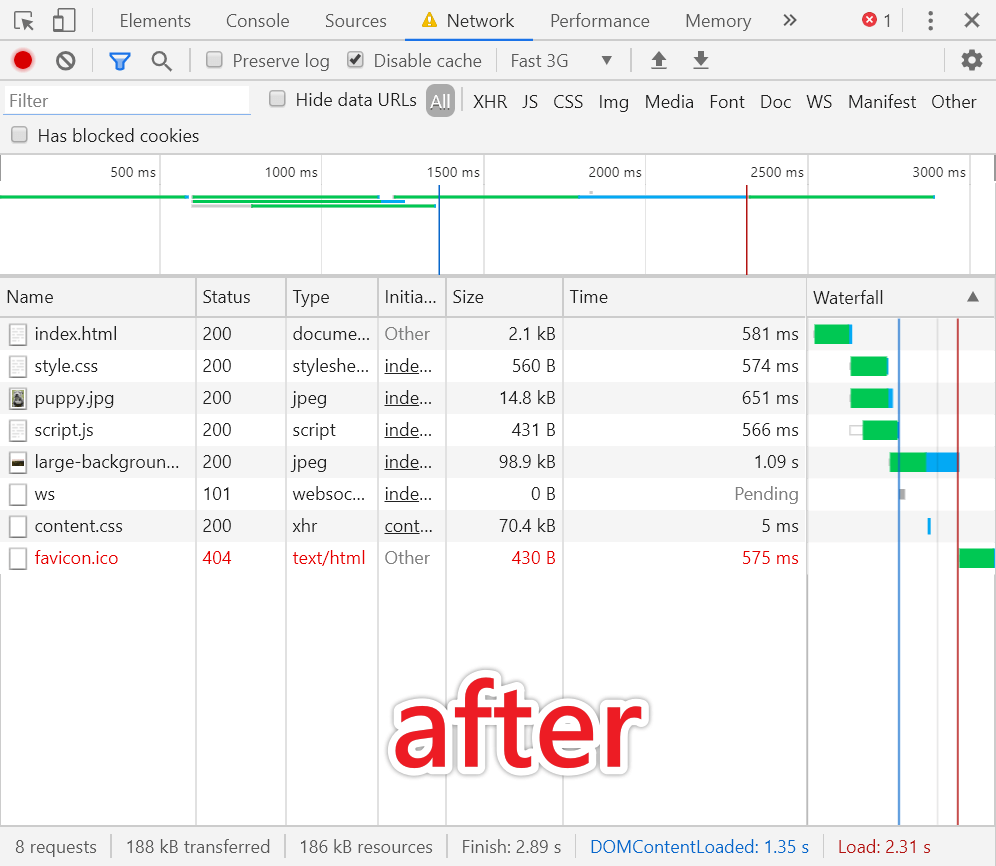 Elements Console Sources Network Performance Memory 1
Preserve log Disable cache Fast 3G
Filter Hide data URLs All XHR JS CSS Img Media Font Doc WS Manifest Other
Has blocked cookies
500 ms 1000 ms 1500 ms 2000 ms 2500 ms 3000 ms
Name Status Type Initia... Size Time Waterfall
index.html 200 docume... Other 2.1 kB 581 ms
style.css 200 styleshe... inde... 560 B 574 ms
puppy.jpg 200 jpeg inde... 14.8 kB 651 ms
script.js 200 script inde... 431 B 566 ms
large-backgroun... 200 jpeg inde... 98.9 kB 1.09 s
ws 101 websoc... inde... 0 B Pending
content.css 200 xhr cont... 70.4 kB 5 ms
favicon.ico 404 text/html Other 430 B 575 ms
after
8 requests 188 kB transferred 186 kB resources Finish: 2.89 s DOMContentLoaded: 1.35 s Load: 2.31 s